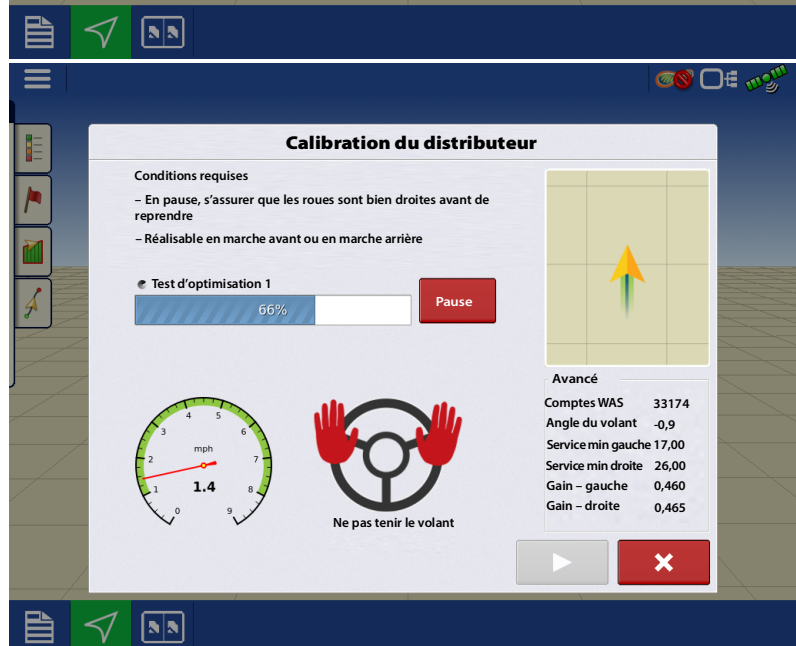 Calibration du distributeur
Conditions requises
– En pause, s’assurer que les roues sont bien droites avant de
reprendre
– Réalisable en marche avant ou en marche arrière
Test d’optimisation 1
66%
Pause
0
1
2
3
4
5
6
7
8
9
mph
1.4
Ne pas tenir le volant
Avancé
Comptes WAS 33174
Angle du volant -0,9
Service min gauche 17,00
Service min droite 26,00
Gain – gauche 0,460
Gain – droite 0,465